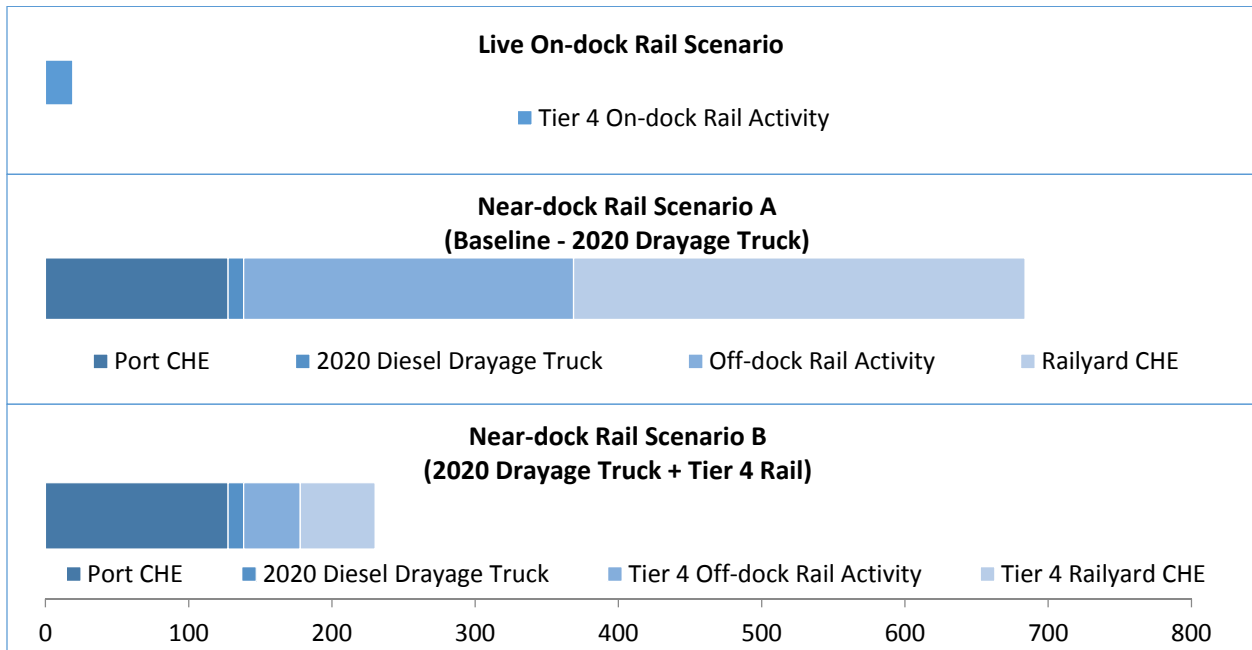 Live On-dock Rail Scenario
Tier 4 On-dock Rail Activity
Near-dock Rail Scenario A
(Baseline - 2020 Drayage Truck)
Port CHE 2020 Diesel Drayage Truck Off-dock Rail Activity Railyard CHE
Near-dock Rail Scenario B
(2020 Drayage Truck + Tier 4 Rail)
Port CHE 2020 Diesel Drayage Truck Tier 4 Off-dock Rail Activity Tier 4 Railyard CHE
0 100 200 300 400 500 600 700 800